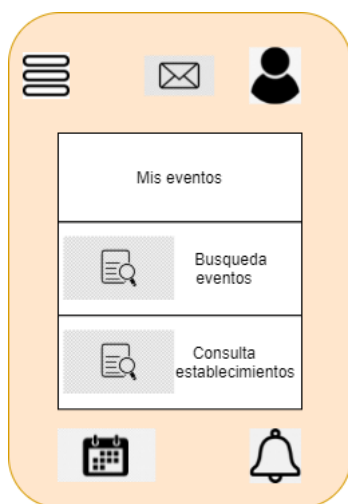 Mis eventos
Busqueda
eventos
Consulta
establecimientos